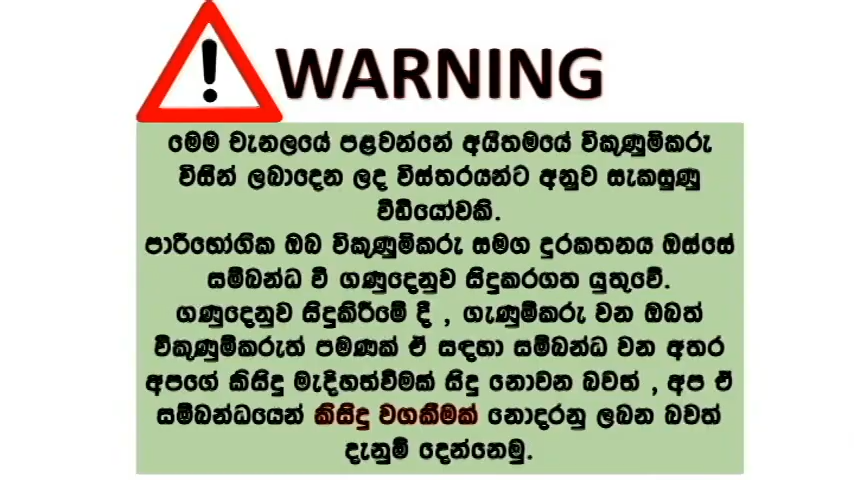 WARNING
මෙම චැනලයේ පළවන්නේ අයිතමයේ විකුණුම්කරු
විසින් ලබාදෙන ලද විස්තරයන්ට අනුව සැකසුණු
වීඩියෝවකි.
පාරිභෝගික ඔබ විකුණුම්කරු සමග දුරකතනය ඔස්සේ
සම්බන්ධ වී ගණුදෙනුව සිදුකරගත යුතුවේ.
ගණුදෙනුව සිදුකිරීමේ දී , ගැණුම්කරු වන ඔබත්
විකුණුම්කරුත් පමණක් ඒ සඳහා සම්බන්ධ වන අතර
අපගේ කිසිදු මැදිහත්වීමක් සිදු නොවන බවත් , අප ඒ
සම්බන්ධයෙන් කිසිදු වගකීමක් නොදරනු ලබන බවත්
දැනුම් දෙන්නෙමු.